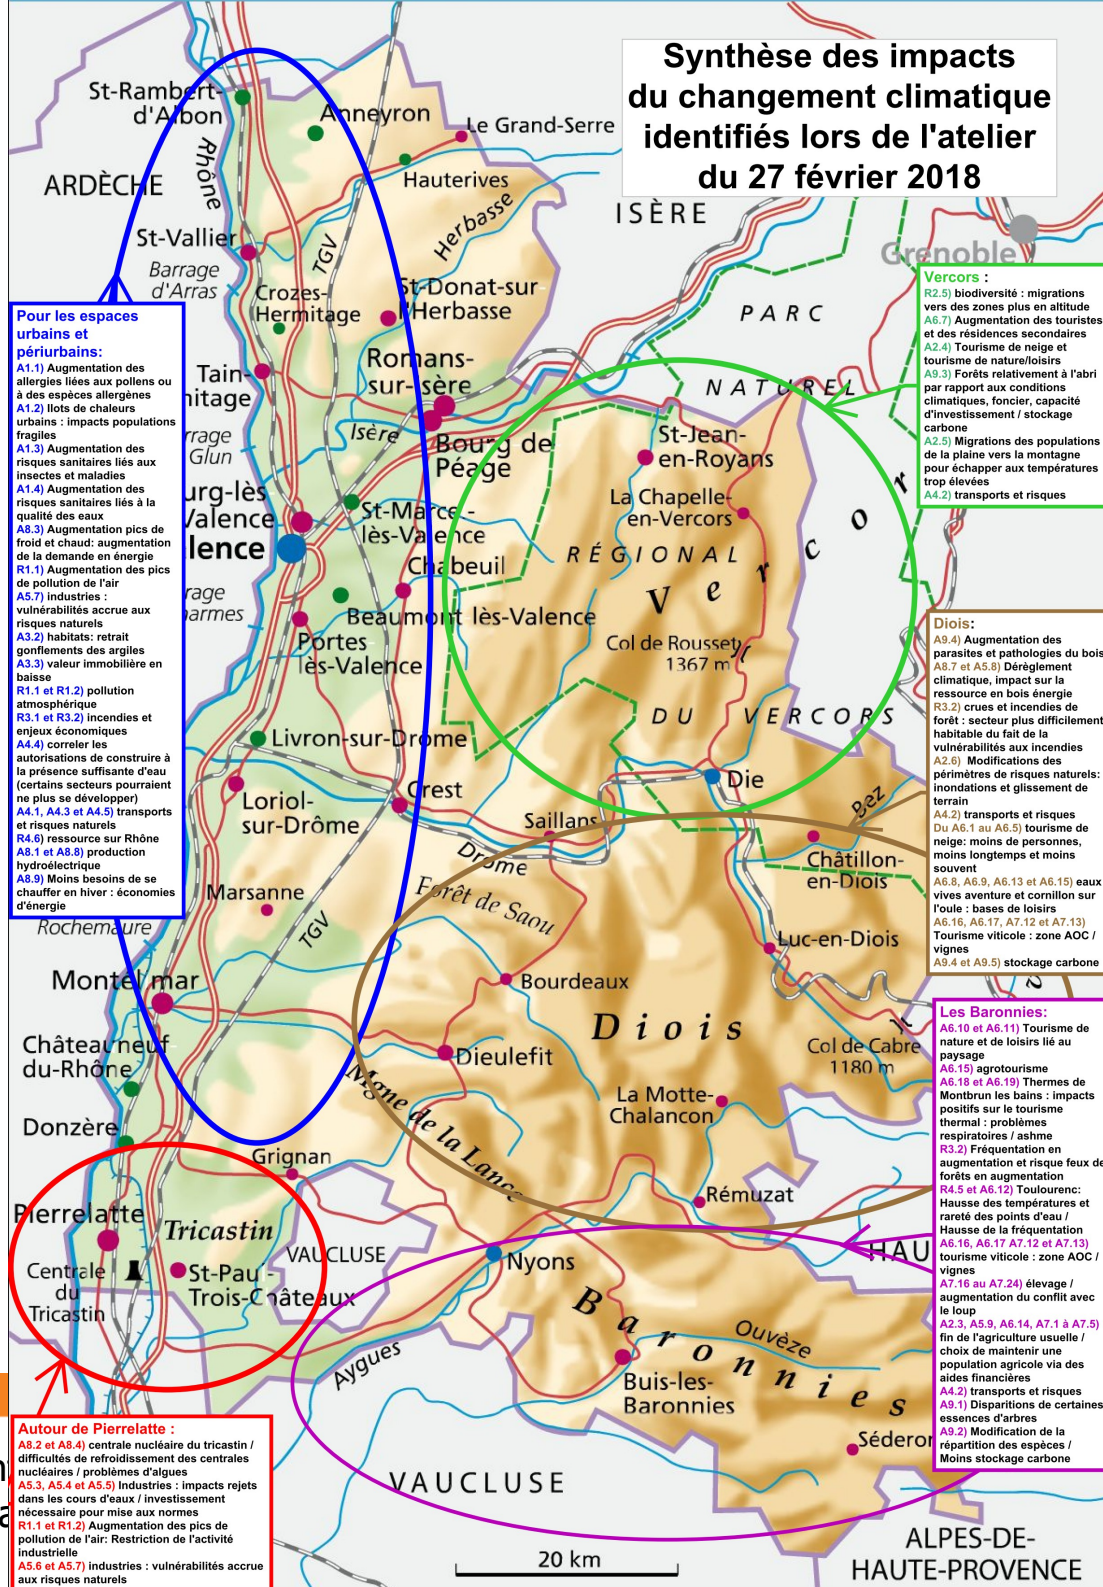 Synthèse des impacts
du changement climatique
identifiés lors de l'atelier
du 27 février 2018
St-Rambert-
d'Albon
Anneyron
Le Grand-Serre
ARDÈCHE
Rhône
Hauterives
Herbasse
ISÈRE
Grenoble
St-Vallier
TGV
Barrage
d'Arras
Crozes-
Hermitage
St-Donat-sur-
l'Herbasse
PARC
NATUREL
RÉGIONAL
DU VERCORS
Romans-
sur-Isère
Tain-
Isère
Bourg de
Péage
St-Jean-
en-Royans
La Chapelle-
en-Vercors
Vercors
St-Marcel-
lès-Valence
Valence
Chabeuil
Beaumont lès-Valence
Portes-
lès-Valence
Col de Rousset
1367 m
Livron-sur-Drôme
Loriol-
sur-Drôme
Crest
Die
Bez
Saillans
Drôme
Châtillon-
en-Diois
Forêt de Saou
Marsanne
TGV
Rochemaure
Luc-en-Diois
Montélimar
Bourdeaux
Diois
Châteauneuf-
du-Rhône
Dieulefit
Col de Cabre
1180 m
Mgne de la Lance
La Motte-
Chalancon
Donzère
Grignan
Rémuzat
Pierrelatte
Tricastin
VAUCLUSE
Nyons
HAU
Centrale
du
Tricastin
St-Paul-
Trois-Châteaux
Baronnies
Ouvèze
Aygues
Buis-les-
Baronnies
Séderon
VAUCLUSE
ALPES-DE-
HAUTE-PROVENCE
20 km
Pour les espaces
urbains et
périurbains:
A1.1) Augmentation des
allergies liées aux pollens ou
à des espèces allergènes
A1.2) Ilots de chaleurs
urbains : impacts populations
fragiles
A1.3) Augmentation des
risques sanitaires liés aux
insectes et maladies
A1.4) Augmentation des
risques sanitaires liés à la
qualité des eaux
A8.3) Augmentation pics de
froid et chaud: augmentation
de la demande en énergie
R1.1) Augmentation des pics
de pollution de l'air
A5.7) industries :
vulnérabilités accrue aux
risques naturels
A3.2) habitats: retrait
gonflements des argiles
A3.3) valeur immobilière en
baisse
R1.1 et R1.2) pollution
atmosphérique
R3.1 et R3.2) incendies et
enjeux économiques
A4.4) correler les
autorisations de construire à
la présence suffisante d'eau
(certains secteurs pourraient
ne plus se développer)
A4.1, A4.3 et A4.5) transports
et risques naturels
R4.6) ressource sur Rhône
A8.1 et A8.8) production
hydroélectrique
A8.9) Moins besoins de se
chauffer en hiver : économies
d'énergie
Vercors :
R2.5) biodiversité : migrations
vers des zones plus en altitude
A6.7) Augmentation des touristes
et des résidences secondaires
A2.4) Tourisme de neige et
tourisme de nature/loisirs
A9.3) Forêts relativement à l'abri
par rapport aux conditions
climatiques, foncier, capacité
d'investissement / stockage
carbone
A2.5) Migrations des populations
de la plaine vers la montagne
pour échapper aux températures
trop élevées
A4.2) transports et risques
Diois:
A9.4) Augmentation des
parasites et pathologies du bois
A8.7 et A5.8) Dérèglement
climatique, impact sur la
ressource en bois énergie
R3.2) crues et incendies de
forêt : secteur plus difficilement
habitable du fait de la
vulnérabilités aux incendies
A2.6) Modifications des
périmètres de risques naturels:
inondations et glissement de
terrain
A4.2) transports et risques
Du A6.1 au A6.5) tourisme de
neige: moins de personnes,
moins longtemps et moins
souvent
A6.8, A6.9, A6.13 et A6.15) eaux
vives aventure et cornillon sur
l'oule : bases de loisirs
A6.16, A6.17, A7.12 et A7.13)
Tourisme viticole : zone AOC /
vignes
A9.4 et A9.5) stockage carbone
Les Baronnies:
A6.10 et A6.11) Tourisme de
nature et de loisirs lié au
paysage
A6.15) agrotourisme
A6.18 et A6.19) Thermes de
Montbrun les bains : impacts
positifs sur le tourisme
thermal : problèmes
respiratoires / ashme
R3.2) Fréquentation en
augmentation et risque feux de
forêts en augmentation
R4.5 et A6.12) Toulourenc:
Hausse des températures et
rareté des points d'eau /
Hausse de la fréquentation
A6.16, A6.17 A7.12 et A7.13)
tourisme viticole : zone AOC /
vignes
A7.16 au A7.24) élevage /
augmentation du conflit avec
le loup
A2.3, A5.9, A6.14, A7.1 à A7.5)
fin de l'agriculture usuelle /
choix de maintenir une
population agricole via des
aides financières
A4.2) transports et risques
A9.1) Disparitions de certaines
essences d'arbres
A9.2) Modification de la
répartition des espèces /
Moins stockage carbone
Autour de Pierrelatte :
A8.2 et A8.4) centrale nucléaire du tricastin /
difficultés de refroidissement des centrales
nucléaires / problèmes d'algues
A5.3, A5.4 et A5.5) Industries : impacts rejets
dans les cours d'eaux / investissement
nécessaire pour mise aux normes
R1.1 et R1.2) Augmentation des pics de
pollution de l'air: Restriction de l'activité
industrielle
A5.6 et A5.7) industries : vulnérabilités accrue
aux risques naturels